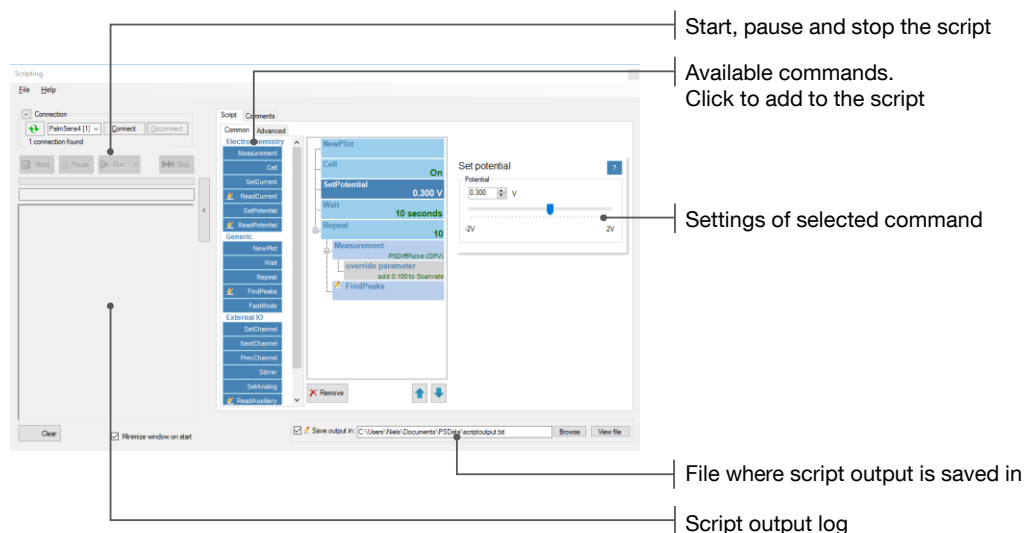 Start, pause and stop the script
Available commands.
Click to add to the script
Settings of selected command
File where script output is saved in
Script output log
Scripting
File Help
Connection
PalmSens4 [1] Connect Disconnect
1 connection found
Abort Pause Run Skip
Script Comments
Common Advanced
Electrochemistry
Measurement
Cell
SetCurrent
ReadCurrent
SetPotential
ReadPotential
Generic
NewPlot
Wait
Repeat
FindPeaks
FastMode
External IO
SetChannel
NextChannel
PrevChannel
Stirrer
SetAnalog
ReadAuxiliary
NewPlot
Cell
On
SetPotential
0.300 V
Wait
10 seconds
Repeat
10
Measurement
PSDiffPulse (DPV)
override parameter
add 0.100 to Scanrate
FindPeaks
Remove
Set potential
?
Potential
0.300 V
-2V 2V
Clear
Minimize window on start
Save output in: C:\Users\Niels\Documents\PSData\scriptoutput.txt Browse View file